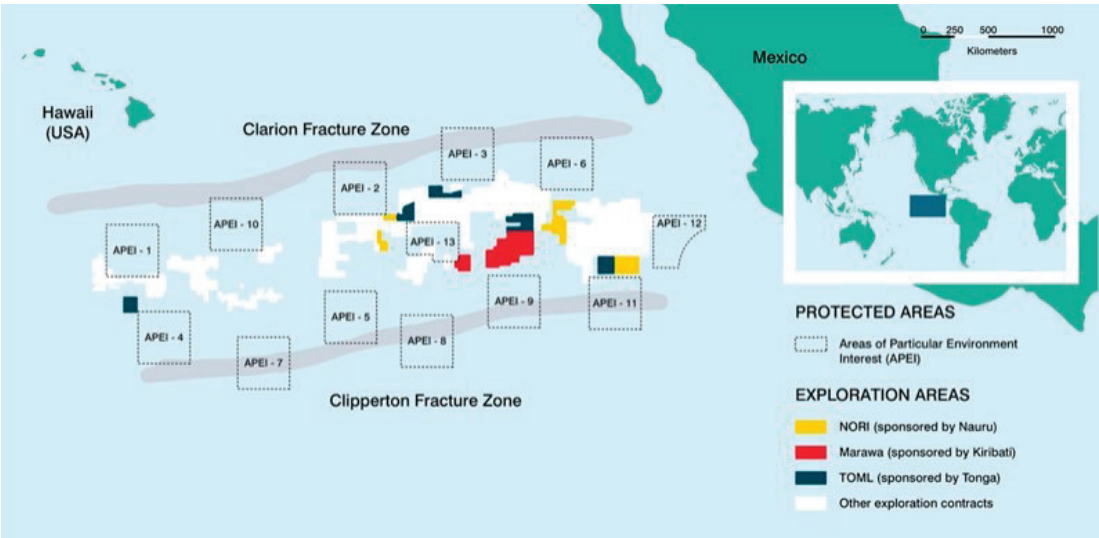 0 250 500 1000
Kilometers
Mexico
Hawaii
(USA)
Clarion Fracture Zone
APEI - 3
APEI - 6
APEI - 2
APEI - 10
APEI - 12
APEI - 1
APEI - 13
APEI - 9
APEI - 11
APEI - 5
APEI - 4
APEI - 8
APEI - 7
Clipperton Fracture Zone
PROTECTED AREAS
Areas of Particular Environment
Interest (APEI)
EXPLORATION AREAS
NORI (sponsored by Nauru)
Marawa (sponsored by Kiribati)
TOML (sponsored by Tonga)
Other exploration contracts